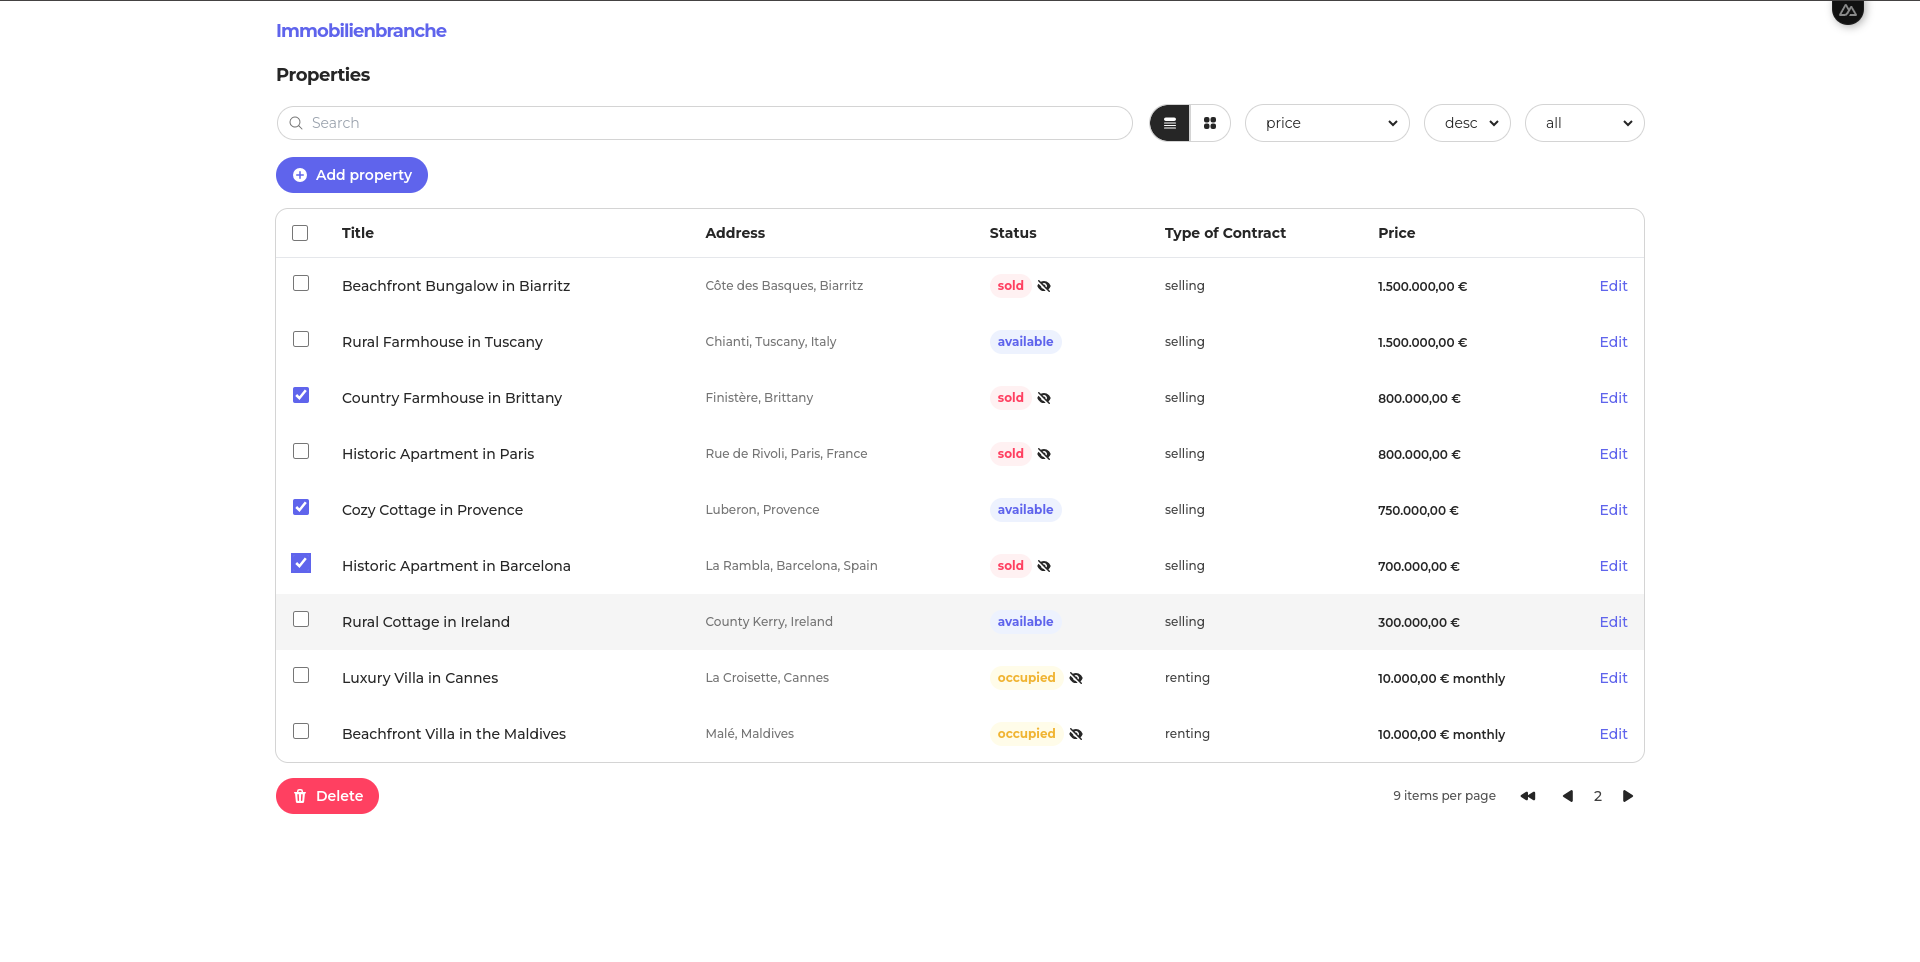 Immobilienbranche
Properties
Search price desc all
Add property
Title Address Status Type of Contract Price
Beachfront Bungalow in Biarritz Côte des Basques, Biarritz sold selling 1.500.000,00 € Edit
Rural Farmhouse in Tuscany Chianti, Tuscany, Italy available selling 1.500.000,00 € Edit
Country Farmhouse in Brittany Finistère, Brittany sold selling 800.000,00 € Edit
Historic Apartment in Paris Rue de Rivoli, Paris, France sold selling 800.000,00 € Edit
Cozy Cottage in Provence Luberon, Provence available selling 750.000,00 € Edit
Historic Apartment in Barcelona La Rambla, Barcelona, Spain sold selling 700.000,00 € Edit
Rural Cottage in Ireland County Kerry, Ireland available selling 300.000,00 € Edit
Luxury Villa in Cannes La Croisette, Cannes occupied renting 10.000,00 € monthly Edit
Beachfront Villa in the Maldives Malé, Maldives occupied renting 10.000,00 € monthly Edit
Delete 9 items per page 2